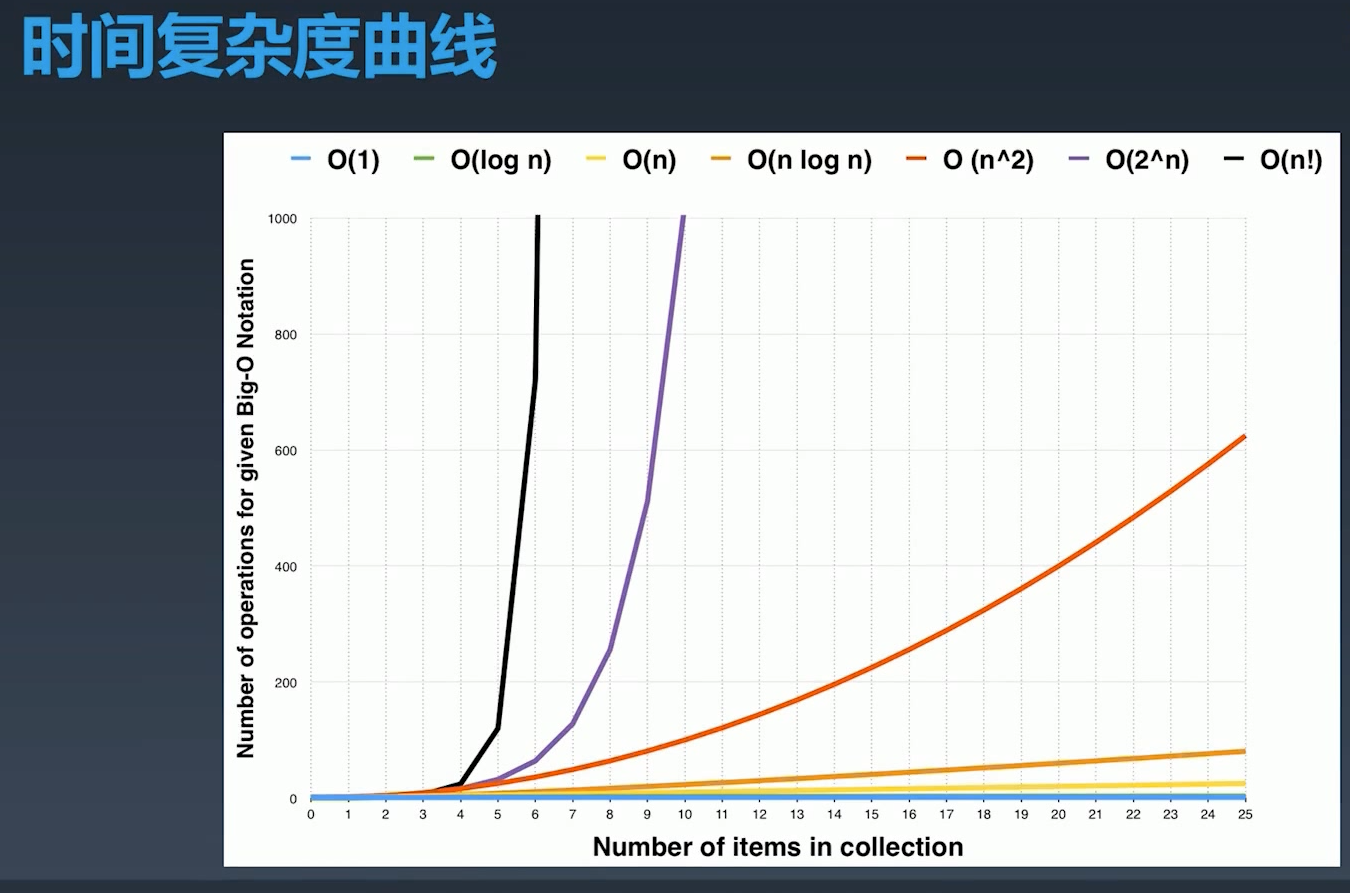 时间复杂度曲线
O(1) O(log n) O(n) O(n log n) O (n^2) O(2^n) O(n!)
Number of operations for given Big-O Notation
1000
800
600
400
200
0
0 1 2 3 4 5 6 7 8 9 10 11 12 13 14 15 16 17 18 19 20 21 22 23 24 25
Number of items in collection